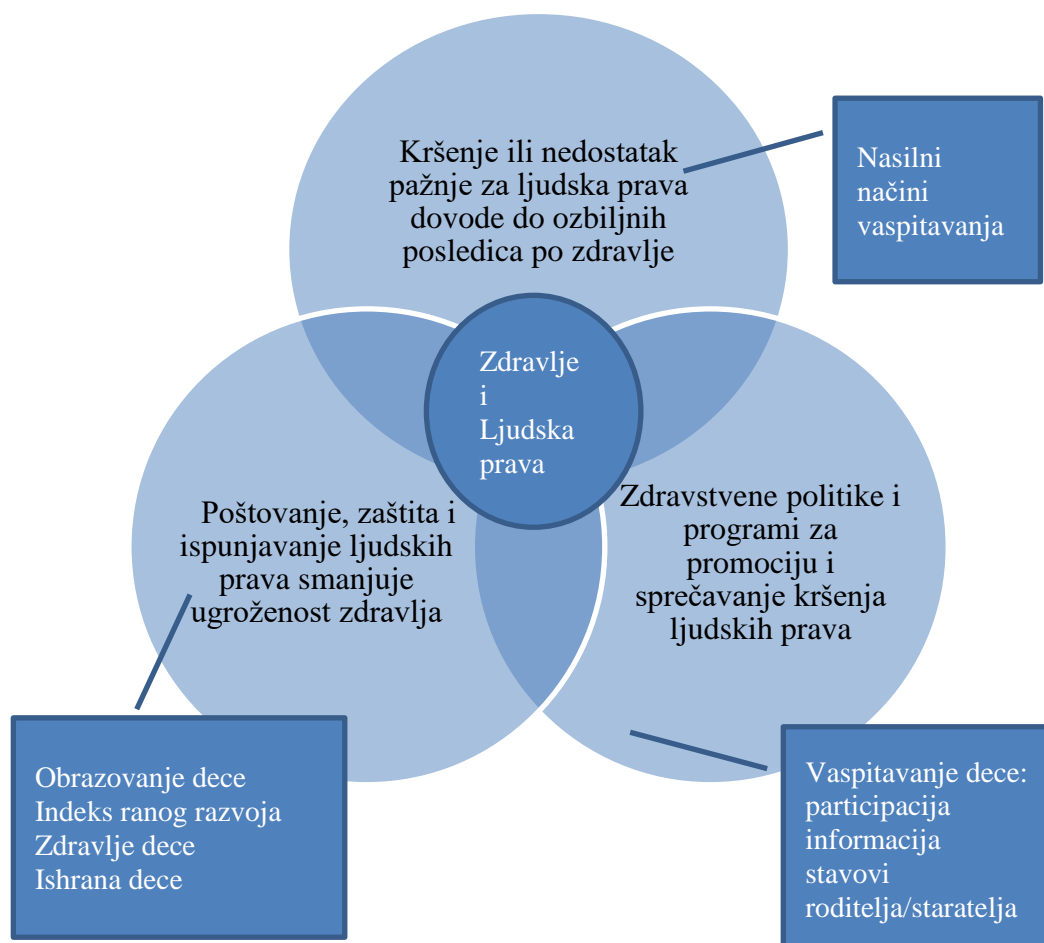 Kršenje ili nedostatak
pažnje za ljudska prava
dovode do ozbiljnih
posledica po zdravlje
Nasilni
načini
vaspitavanja
Zdravlje
i
Ljudska
prava
Poštovanje, zaštita i
ispunjavanje ljudskih
prava smanjuje
ugroženost zdravlja
Zdravstvene politike i
programi za
promociju i
sprečavanje kršenja
ljudskih prava
Obrazovanje dece
Indeks ranog razvoja
Zdravlje dece
Ishrana dece
Vaspitavanje dece:
participacija
informacija
stavovi
roditelja/staratelja